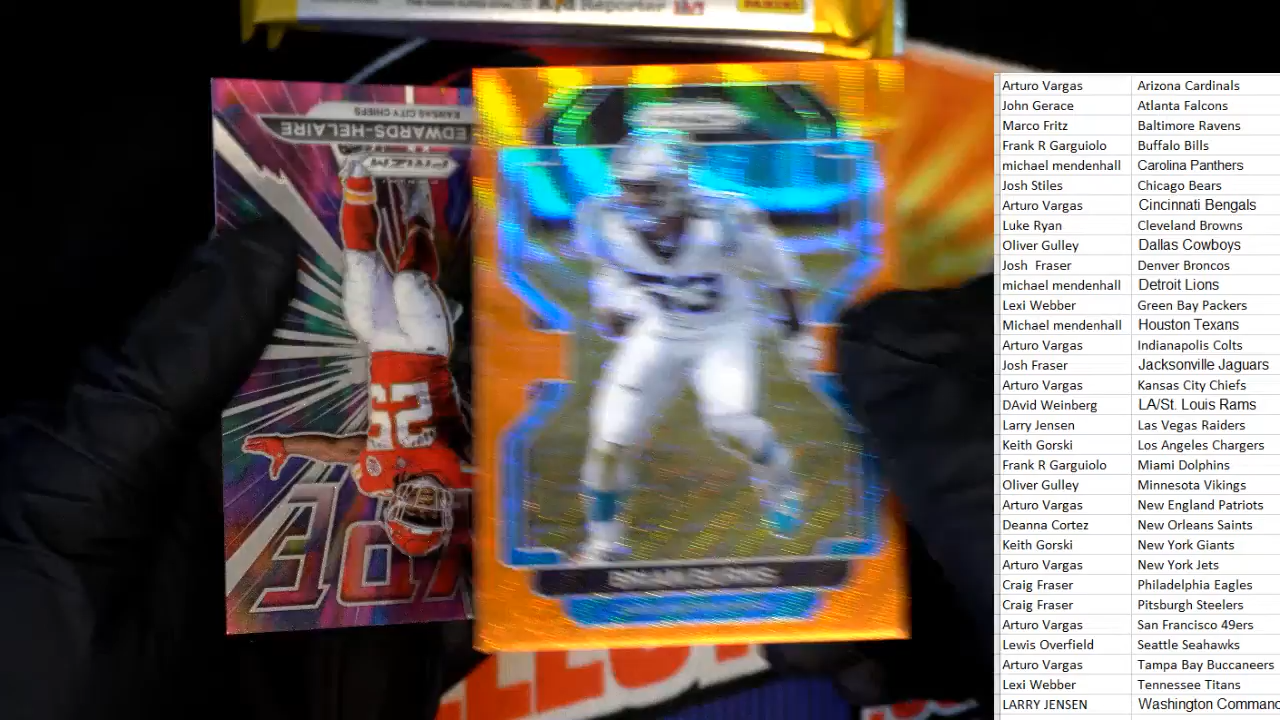 Reporter
PANINI
KANSAS CITY CHIEFS
EDWARDS-HELAIRE
PRIZM
25
53
BRIAN BURNS
Arturo Vargas Arizona Cardinals
John Gerace Atlanta Falcons
Marco Fritz Baltimore Ravens
Frank R Garguiolo Buffalo Bills
michael mendenhall Carolina Panthers
Josh Stiles Chicago Bears
Arturo Vargas Cincinnati Bengals
Luke Ryan Cleveland Browns
Oliver Gulley Dallas Cowboys
Josh Fraser Denver Broncos
michael mendenhall Detroit Lions
Lexi Webber Green Bay Packers
Michael mendenhall Houston Texans
Arturo Vargas Indianapolis Colts
Josh Fraser Jacksonville Jaguars
Arturo Vargas Kansas City Chiefs
DAvid Weinberg LA/St. Louis Rams
Larry Jensen Las Vegas Raiders
Keith Gorski Los Angeles Chargers
Frank R Garguiolo Miami Dolphins
Oliver Gulley Minnesota Vikings
Arturo Vargas New England Patriots
Deanna Cortez New Orleans Saints
Keith Gorski New York Giants
Arturo Vargas New York Jets
Craig Fraser Philadelphia Eagles
Craig Fraser Pitsburgh Steelers
Arturo Vargas San Francisco 49ers
Lewis Overfield Seattle Seahawks
Arturo Vargas Tampa Bay Buccaneers
Lexi Webber Tennessee Titans
LARRY JENSEN Washington Command